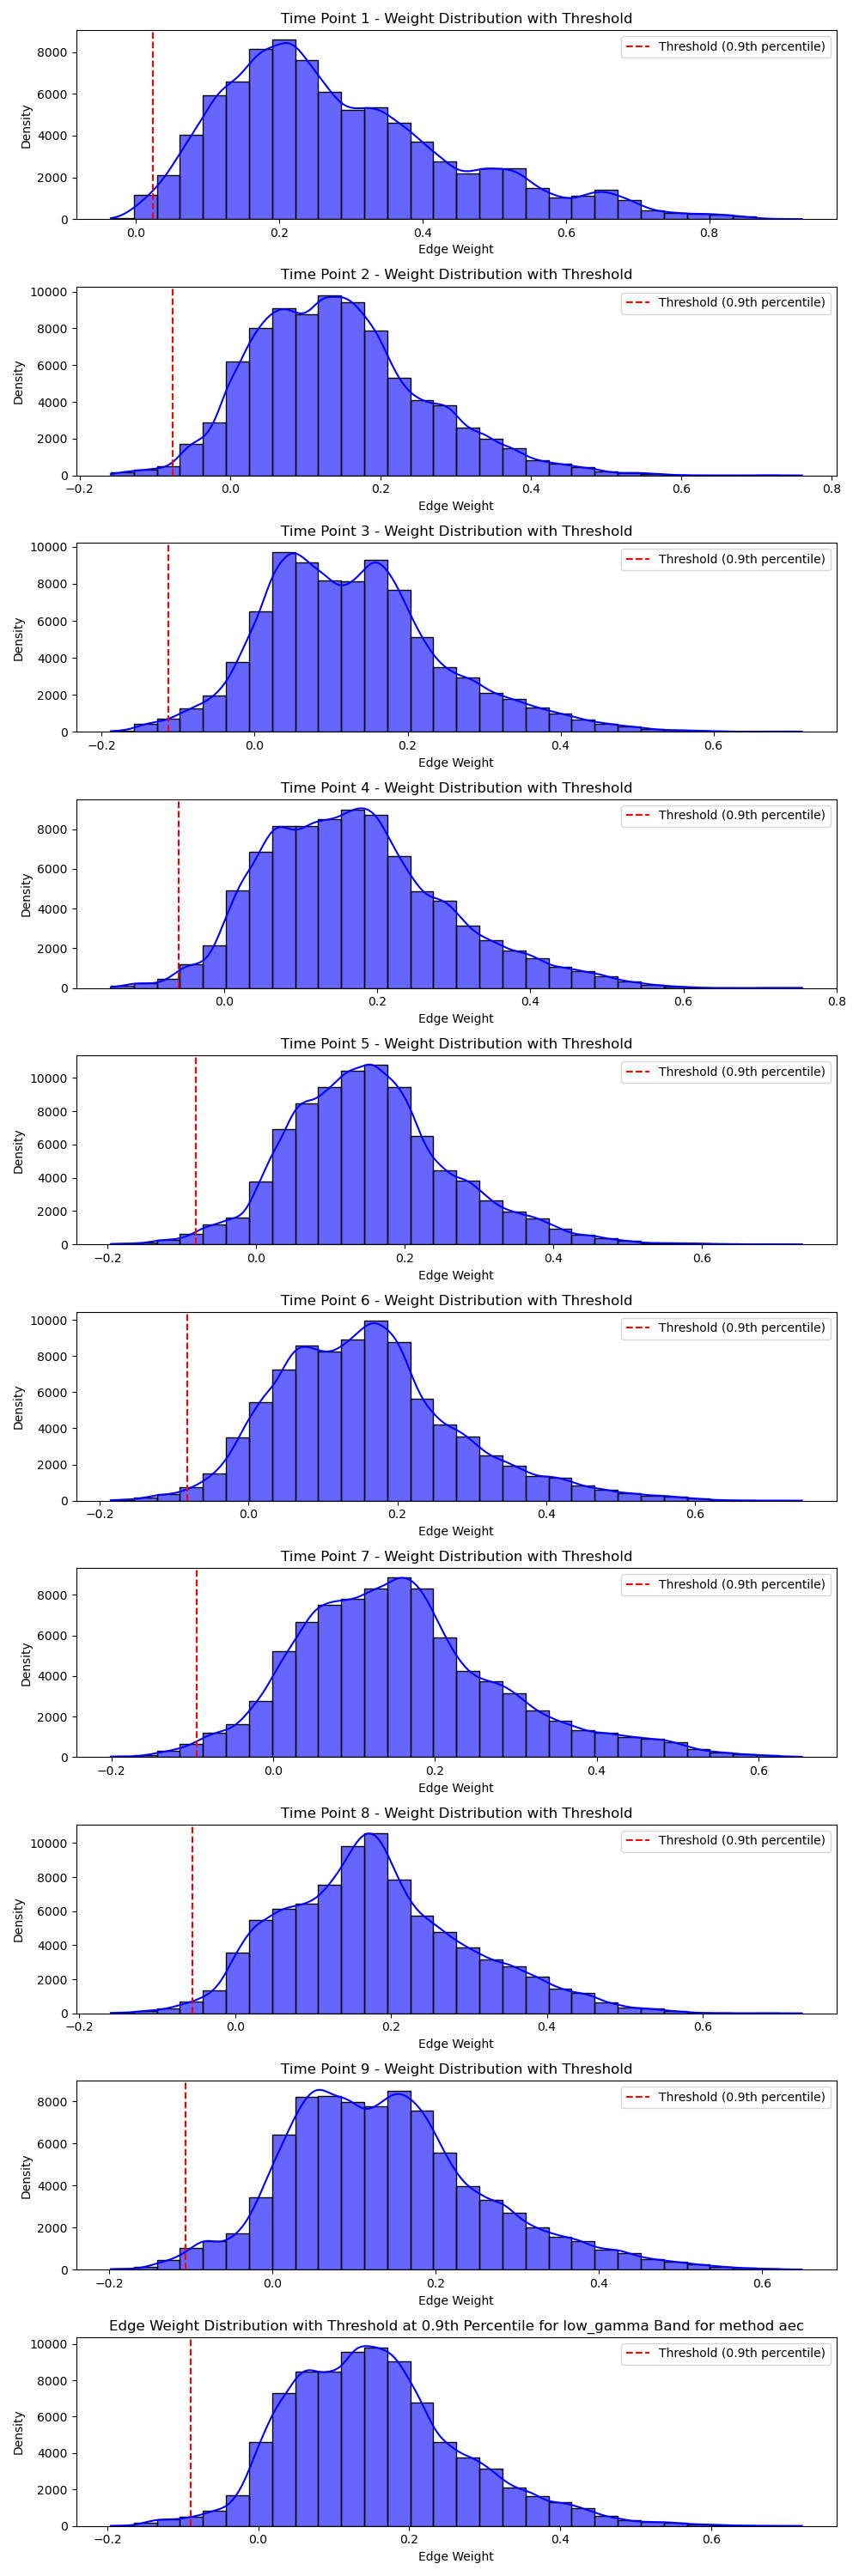 Time Point 1 - Weight Distribution with Threshold
Threshold (0.9th percentile)
Density
8000
6000
4000
2000
0
0.0 0.2 0.4 0.6 0.8
Edge Weight
Time Point 2 - Weight Distribution with Threshold
Threshold (0.9th percentile)
Density
10000
8000
6000
4000
2000
0
−0.2 0.0 0.2 0.4 0.6 0.8
Edge Weight
Time Point 3 - Weight Distribution with Threshold
Threshold (0.9th percentile)
Density
10000
8000
6000
4000
2000
0
−0.2 0.0 0.2 0.4 0.6
Edge Weight
Time Point 4 - Weight Distribution with Threshold
Threshold (0.9th percentile)
Density
8000
6000
4000
2000
0
0.0 0.2 0.4 0.6 0.8
Edge Weight
Time Point 5 - Weight Distribution with Threshold
Threshold (0.9th percentile)
Density
10000
8000
6000
4000
2000
0
−0.2 0.0 0.2 0.4 0.6
Edge Weight
Time Point 6 - Weight Distribution with Threshold
Threshold (0.9th percentile)
Density
10000
8000
6000
4000
2000
0
−0.2 0.0 0.2 0.4 0.6
Edge Weight
Time Point 7 - Weight Distribution with Threshold
Threshold (0.9th percentile)
Density
8000
6000
4000
2000
0
−0.2 0.0 0.2 0.4 0.6
Edge Weight
Time Point 8 - Weight Distribution with Threshold
Threshold (0.9th percentile)
Density
10000
8000
6000
4000
2000
0
−0.2 0.0 0.2 0.4 0.6
Edge Weight
Time Point 9 - Weight Distribution with Threshold
Threshold (0.9th percentile)
Density
8000
6000
4000
2000
0
−0.2 0.0 0.2 0.4 0.6
Edge Weight
Edge Weight Distribution with Threshold at 0.9th Percentile for low_gamma Band for method aec
Threshold (0.9th percentile)
Density
10000
8000
6000
4000
2000
0
−0.2 0.0 0.2 0.4 0.6
Edge Weight